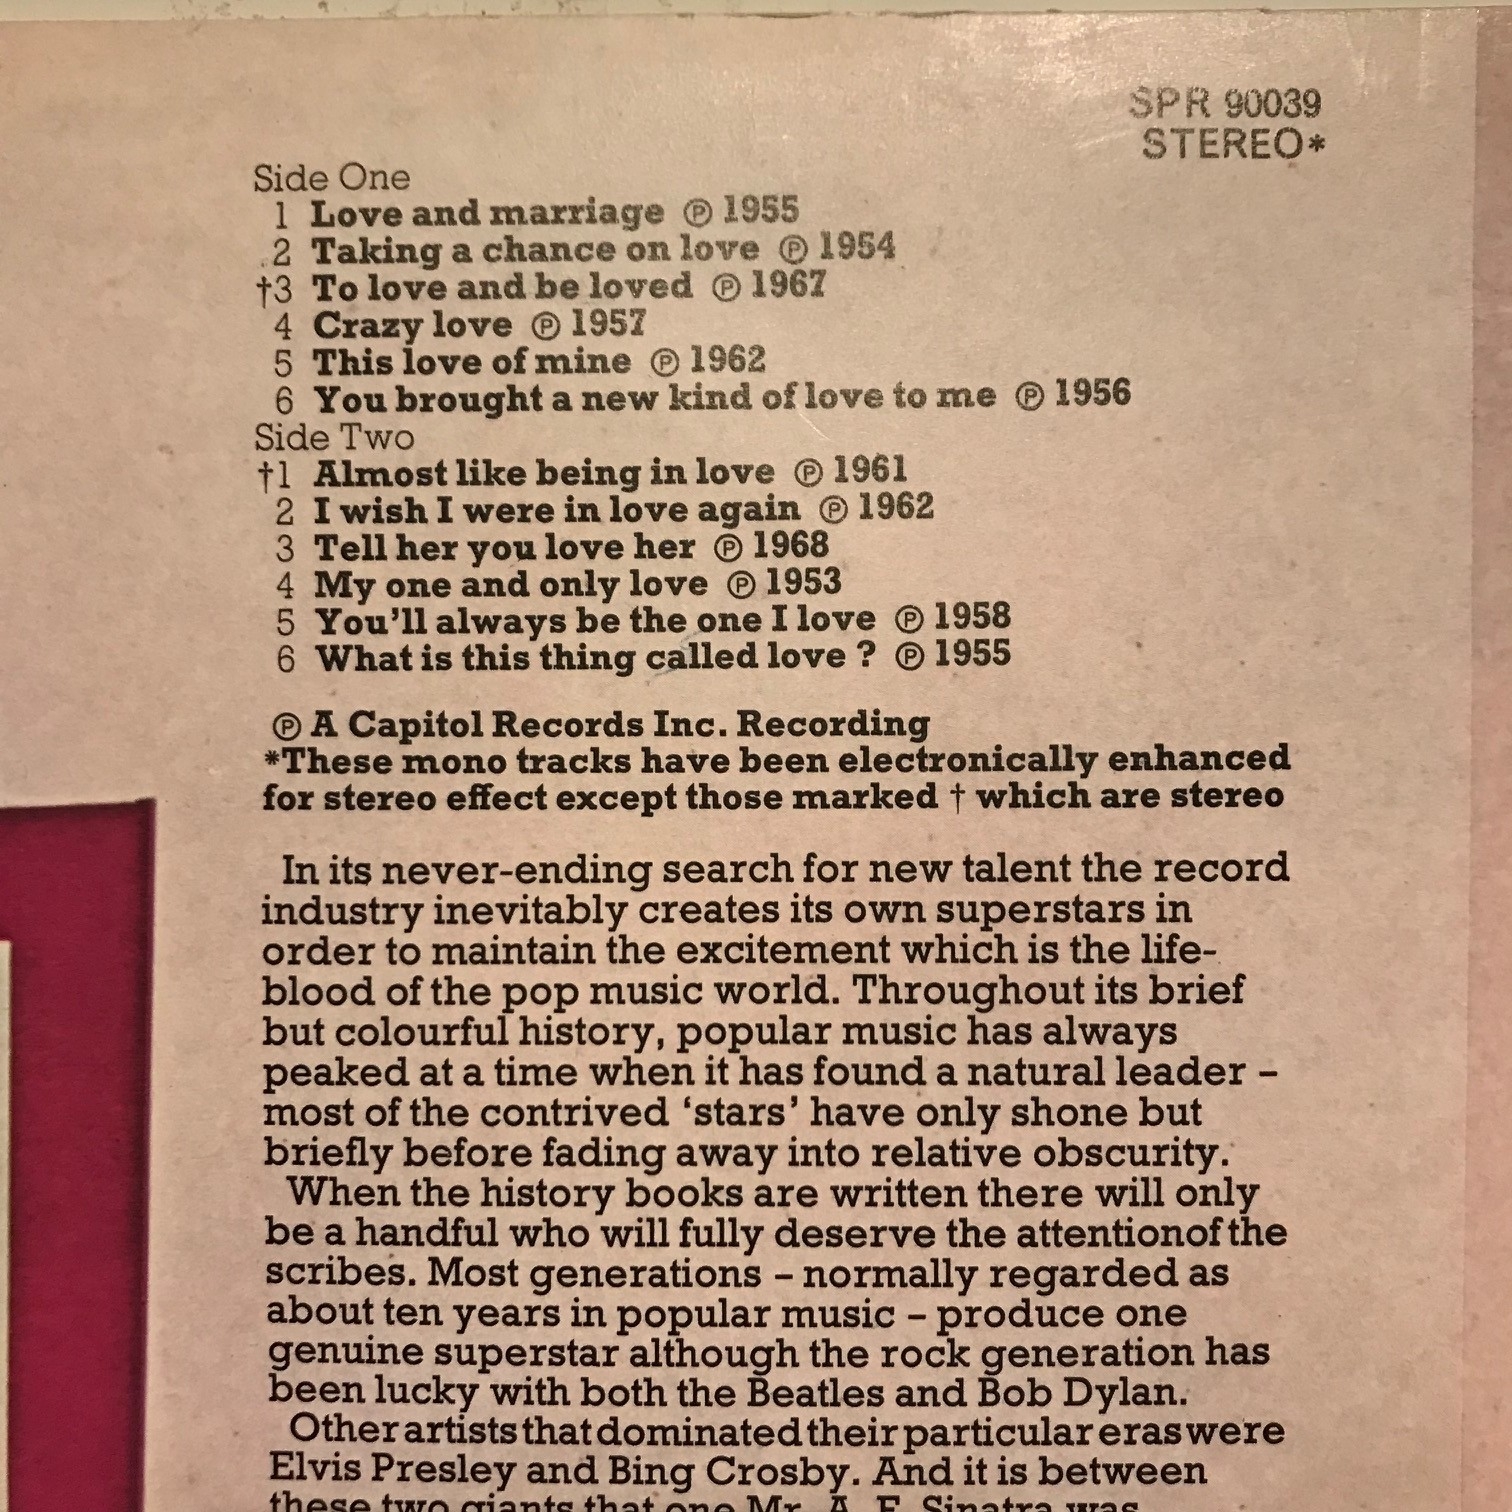 SPR 90039
STEREO*
Side One
1 Love and marriage ℗ 1955
2 Taking a chance on love ℗ 1954
†3 To love and be loved ℗ 1967
4 Crazy love ℗ 1957
5 This love of mine ℗ 1962
6 You brought a new kind of love to me ℗ 1956
Side Two
†1 Almost like being in love ℗ 1961
2 I wish I were in love again ℗ 1962
3 Tell her you love her ℗ 1968
4 My one and only love ℗ 1953
5 You'll always be the one I love ℗ 1958
6 What is this thing called love ? ℗ 1955
℗ A Capitol Records Inc. Recording
*These mono tracks have been electronically enhanced
for stereo effect except those marked † which are stereo
In its never-ending search for new talent the record
industry inevitably creates its own superstars in
order to maintain the excitement which is the life-
blood of the pop music world. Throughout its brief
but colourful history, popular music has always
peaked at a time when it has found a natural leader –
most of the contrived ‘stars’ have only shone but
briefly before fading away into relative obscurity.
When the history books are written there will only
be a handful who will fully deserve the attention of the
scribes. Most generations – normally regarded as
about ten years in popular music – produce one
genuine superstar although the rock generation has
been lucky with both the Beatles and Bob Dylan.
Other artists that dominated their particular eras were
Elvis Presley and Bing Crosby. And it is between
these two giants that one Mr. A. F. Sinatra was